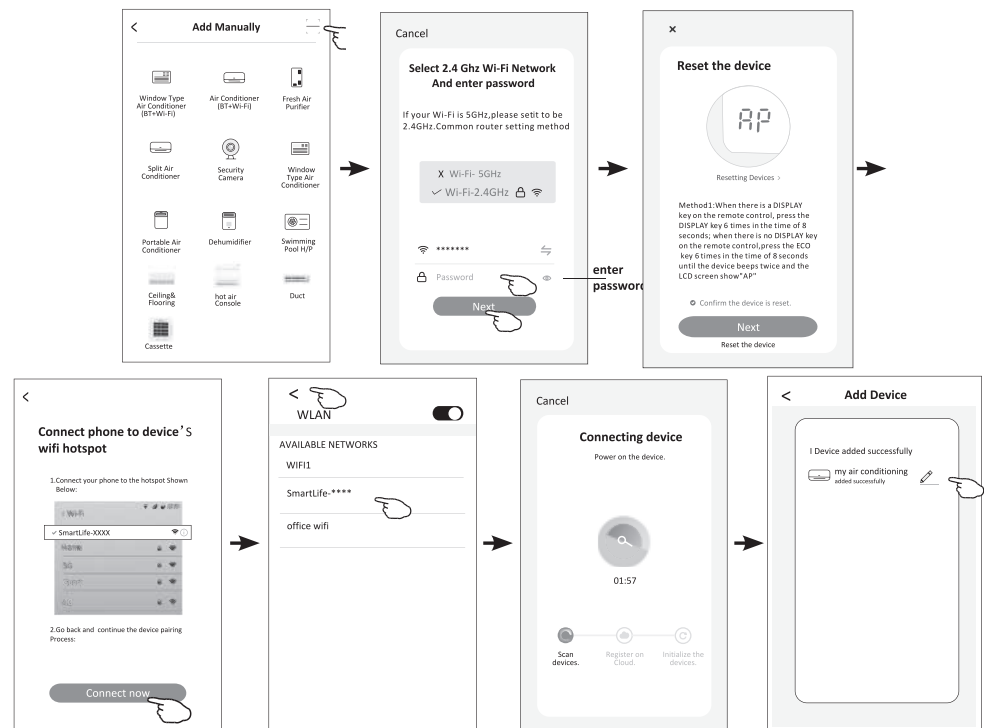 <
Add Manually
Window Type
Air Conditioner
(BT+Wi-Fi)
Air Conditioner
(BT+Wi-Fi)
Fresh Air
Purifier
Split Air
Conditioner
Security
Camera
Window
Type Air
Conditioner
Portable Air
Conditioner
Dehumidifier
Swimming
Pool H/P
Ceiling&
Flooring
hot air
Console
Duct
Cassette
Cancel
Select 2.4 Ghz Wi-Fi Network
And enter password
If your Wi-Fi is 5GHz,please setit to be
2.4GHz.Common router setting method
X Wi-Fi- 5GHz
✓ Wi-Fi-2.4GHz
*******
Password
Next
enter
password
×
Reset the device
AP
Resetting Devices >
Method1:When there is a DISPLAY
key on the remote control, press the
DISPLAY key 6 times in the time of 8
seconds; when there is no DISPLAY key
on the remote control,press the ECO
key 6 times in the time of 8 seconds
until the device beeps twice and the
LCD screen show"AP"
Confirm the device is reset.
Next
Reset the device
<
Connect phone to device'S
wifi hotspot
1.Connect your phone to the hotspot Shown
Below:
✓ SmartLife-XXXX
2.Go back and continue the device pairing
Process:
Connect now
<
WLAN
AVAILABLE NETWORKS
WIFI1
SmartLife-****
office wifi
Cancel
Connecting device
Power on the device.
01:57
Scan
devices.
Register on
Cloud.
Initialize the
devices.
<
Add Device
I Device added successfully
my air conditioning
added successfully